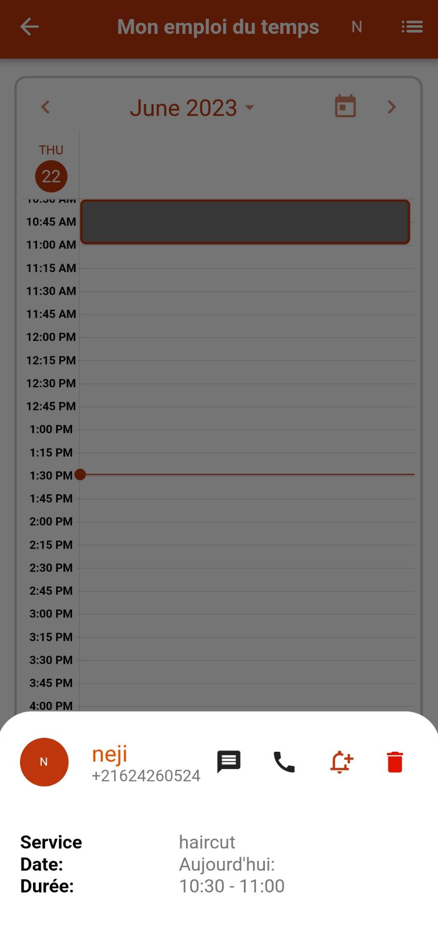 Mon emploi du temps N
June 2023
THU
22
10:30 AM
10:45 AM
11:00 AM
11:15 AM
11:30 AM
11:45 AM
12:00 PM
12:15 PM
12:30 PM
12:45 PM
1:00 PM
1:15 PM
1:30 PM
1:45 PM
2:00 PM
2:15 PM
2:30 PM
2:45 PM
3:00 PM
3:15 PM
3:30 PM
3:45 PM
4:00 PM
N
neji
+21624260524
Service haircut
Date: Aujourd'hui:
Durée: 10:30 - 11:00